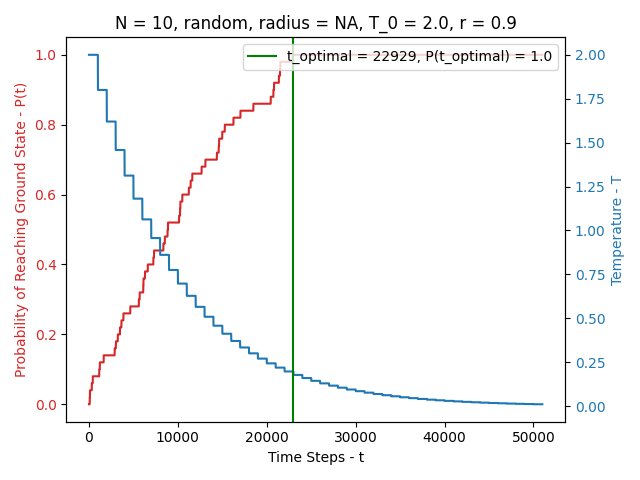 N = 10, random, radius = NA, T_0 = 2.0, r = 0.9
t_optimal = 22929, P(t_optimal) = 1.0
Probability of Reaching Ground State - P(t)
1.0
0.8
0.6
0.4
0.2
0.0
2.00
1.75
1.50
1.25
1.00
0.75
0.50
0.25
0.00
Temperature - T
0 10000 20000 30000 40000 50000
Time Steps - t